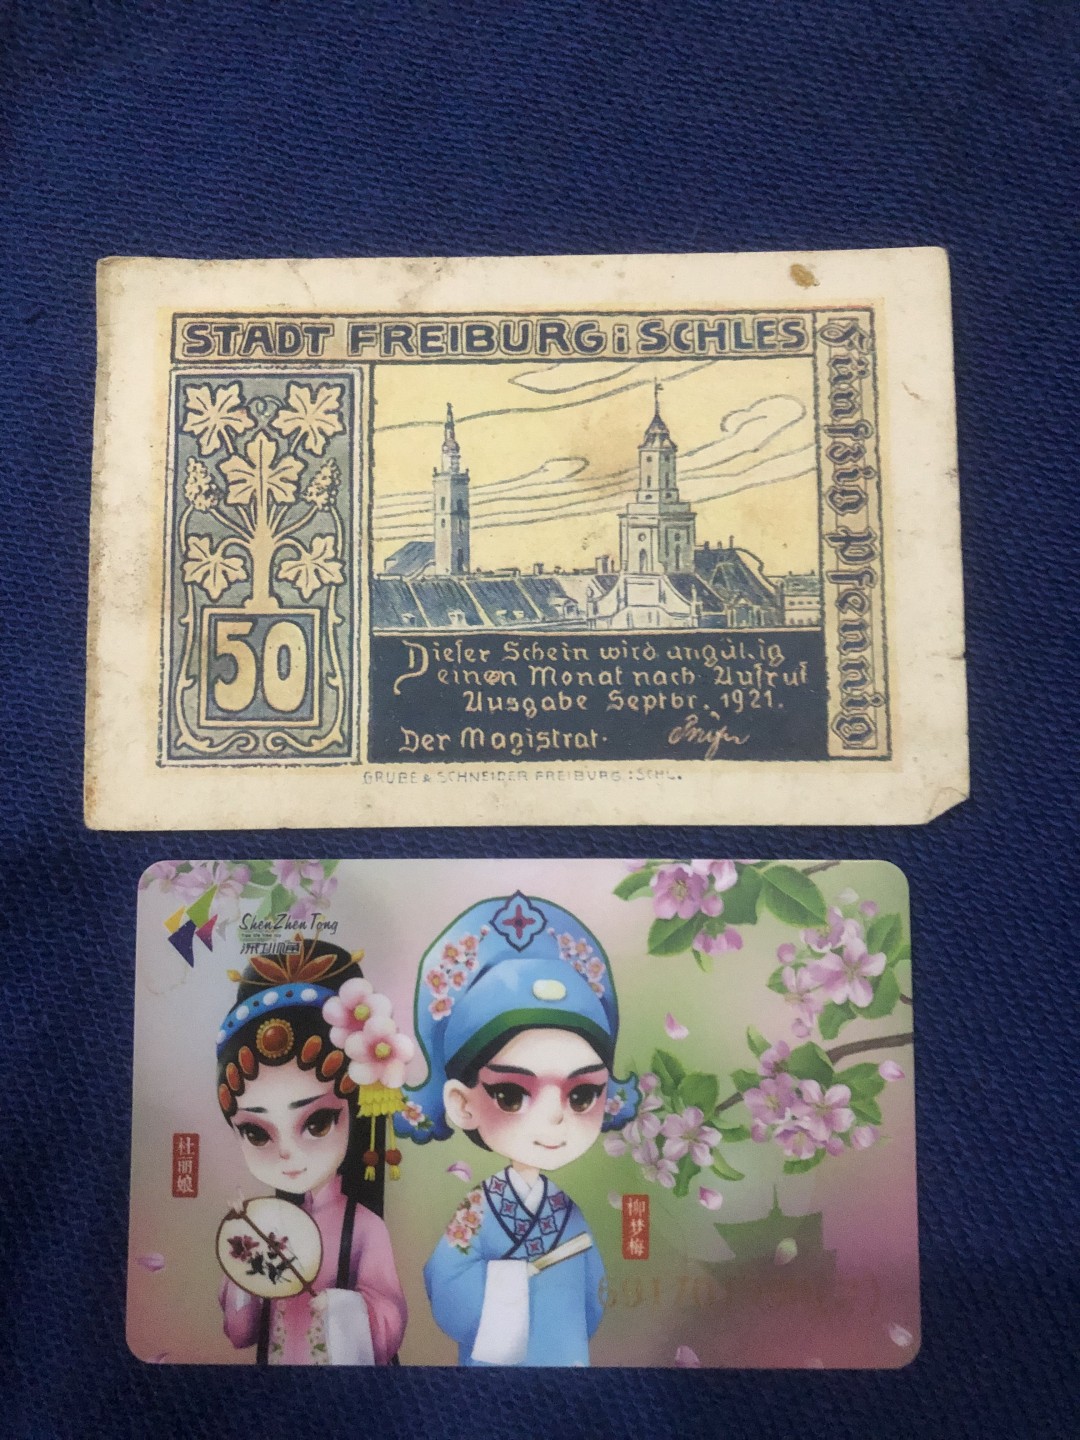 STADT FREIBURG i SCHLES
Fünfzig Pfennig
50
Dieser Schein wird ungültig
einen Monat nach Aufruf
Ausgabe Septbr. 1921.
Der Magistrat.
GRUBE & SCHNEIDER FREIBURG i SCHL.
ShenZhenTong
深圳通
杜丽娘
柳梦梅